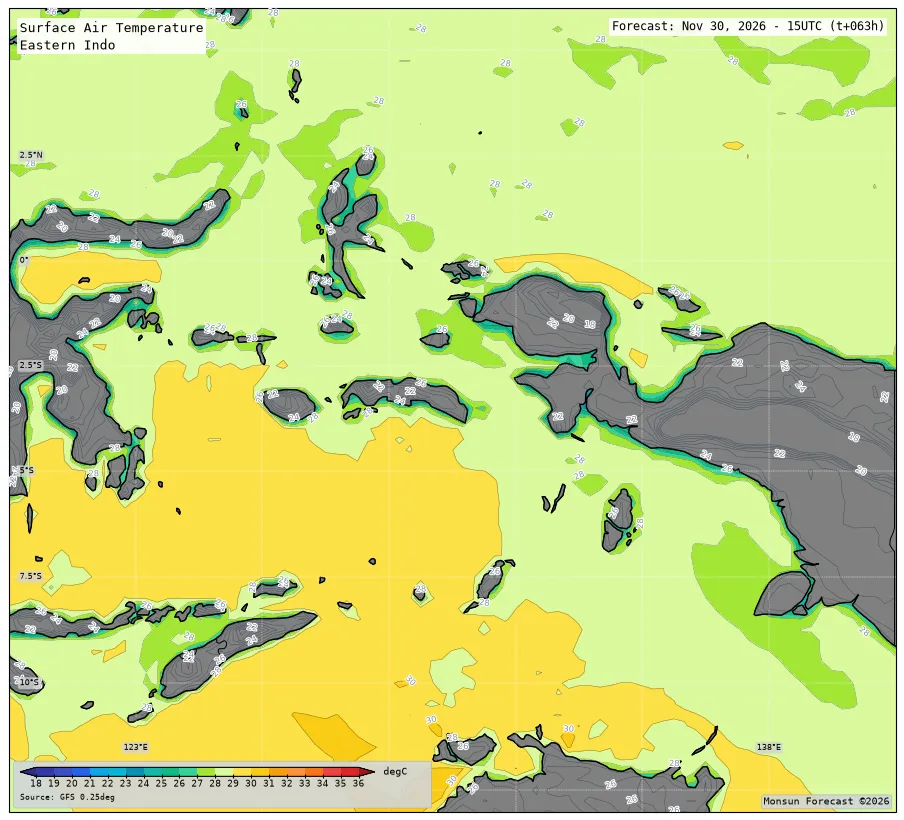 Surface Air Temperature
Eastern Indo
Forecast: Nov 30, 2026 - 15UTC (t+063h)
2.5°N
0°
2.5°S
5°S
7.5°S
10°S
123°E
138°E
degC
18 19 20 21 22 23 24 25 26 27 28 29 30 31 32 33 34 35 36
Source: GFS 0.25deg
Monsun Forecast ©2026